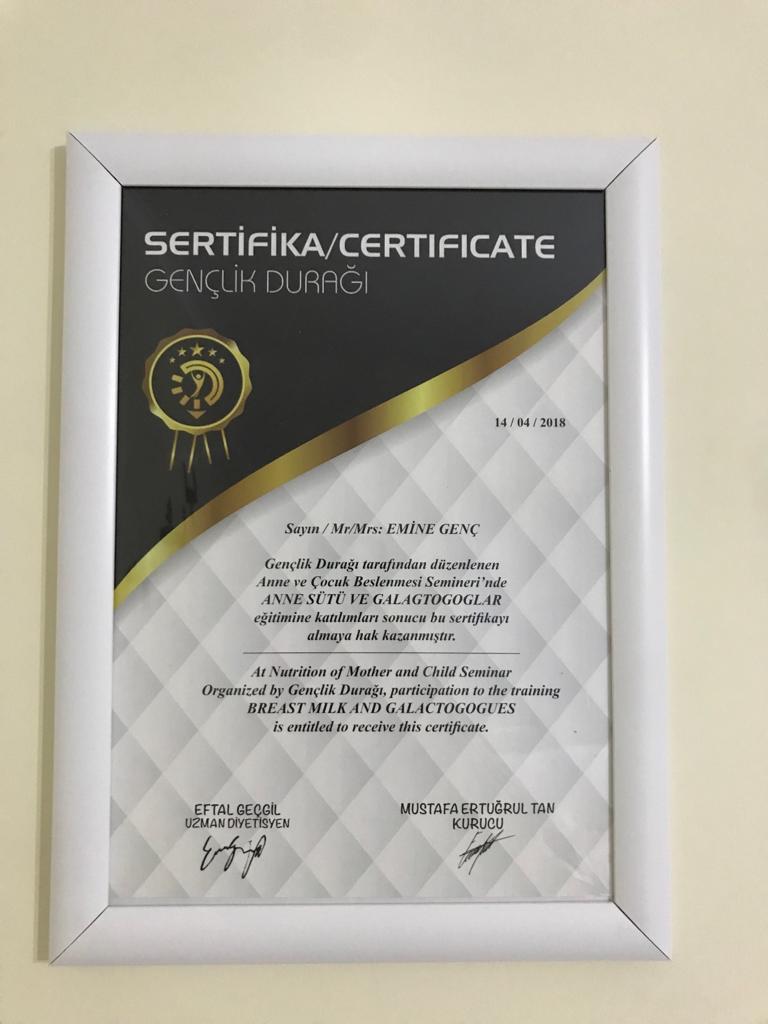 SERTİFİKA/CERTIFICATE
GENÇLİK DURAĞI
14 / 04 / 2018
Sayın / Mr/Mrs: EMİNE GENÇ
Gençlik Durağı tarafından düzenlenen
Anne ve Çocuk Beslenmesi Semineri'nde
ANNE SÜTÜ VE GALAGTOGOGLAR
eğitimine katılımları sonucu bu sertifikayı
almaya hak kazanmıştır.
At Nutrition of Mother and Child Seminar
Organized by Gençlik Durağı, participation to the training
BREAST MILK AND GALACTOGOGUES
is entitled to receive this certificate.
EFTAL GEÇGİL
UZMAN DİYETİSYEN
MUSTAFA ERTUĞRUL TAN
KURUCU